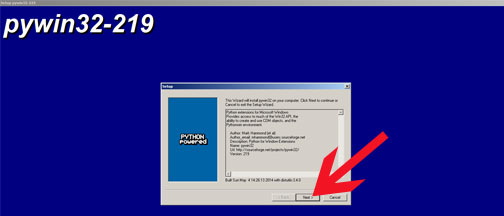 Setup pywin32-219
pywin32-219
Setup
This Wizard will install pywin32 on your computer. Click Next to continue or
Cancel to exit the Setup Wizard.
Python extensions for Microsoft Windows
Provides access to much of the Win32 API, the
ability to create and use COM objects, and the
Pythonwin environment.
Author: Mark Hammond (et al)
Author_email: mhammond@users.sourceforge.net
Description: Python for Window Extensions
Name: pywin32
Url: http://sourceforge.net/projects/pywin32/
Version: 219
PYTHON
powered
Built Sun May 4 14:26:13 2014 with distutils 3.4.0
< Back
Next >
Cancel